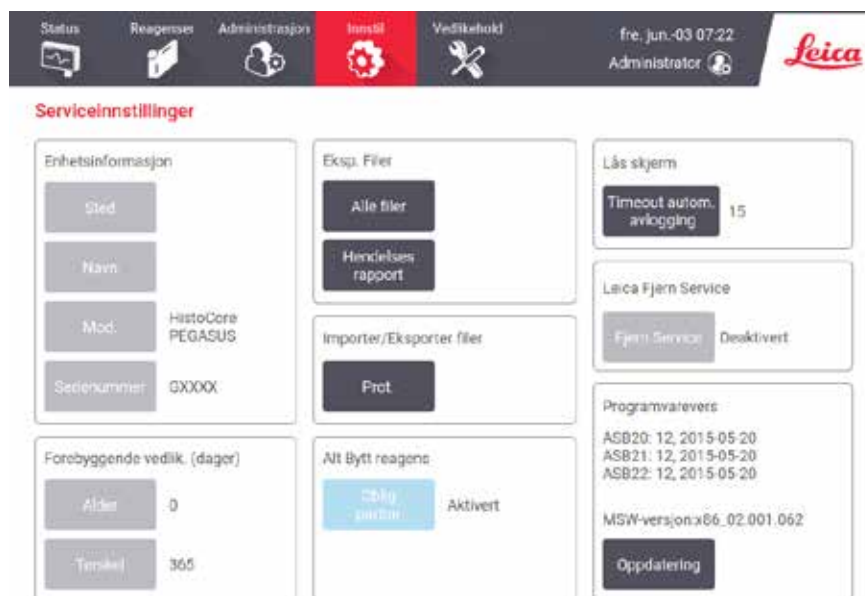 Status Reagenser Administrasjon Innstil Vedlikehold
fre. jun.-03 07:22
Administrator
Leica
Serviceinnstillinger
Enhetsinformasjon
Sted
Navn
Mod. HistoCore PEGASUS
Serienummer GXXXX
Forebyggende vedlik. (dager)
Alder 0
Terskel 365
Eksp. Filer
Alle filer
Hendelses
rapport
Importer/Eksporter filer
Prot.
Alt Bytt reagens
Oblig
partnr Aktivert
Lås skjerm
Timeout autom.
avlogging 15
Leica Fjern Service
Fjern Service Deaktivert
Programvarevers
ASB20: 12, 2015-05-20
ASB21: 12, 2015-05-20
ASB22: 12, 2015-05-20
MSW-versjon:x86_02.001.062
Oppdatering